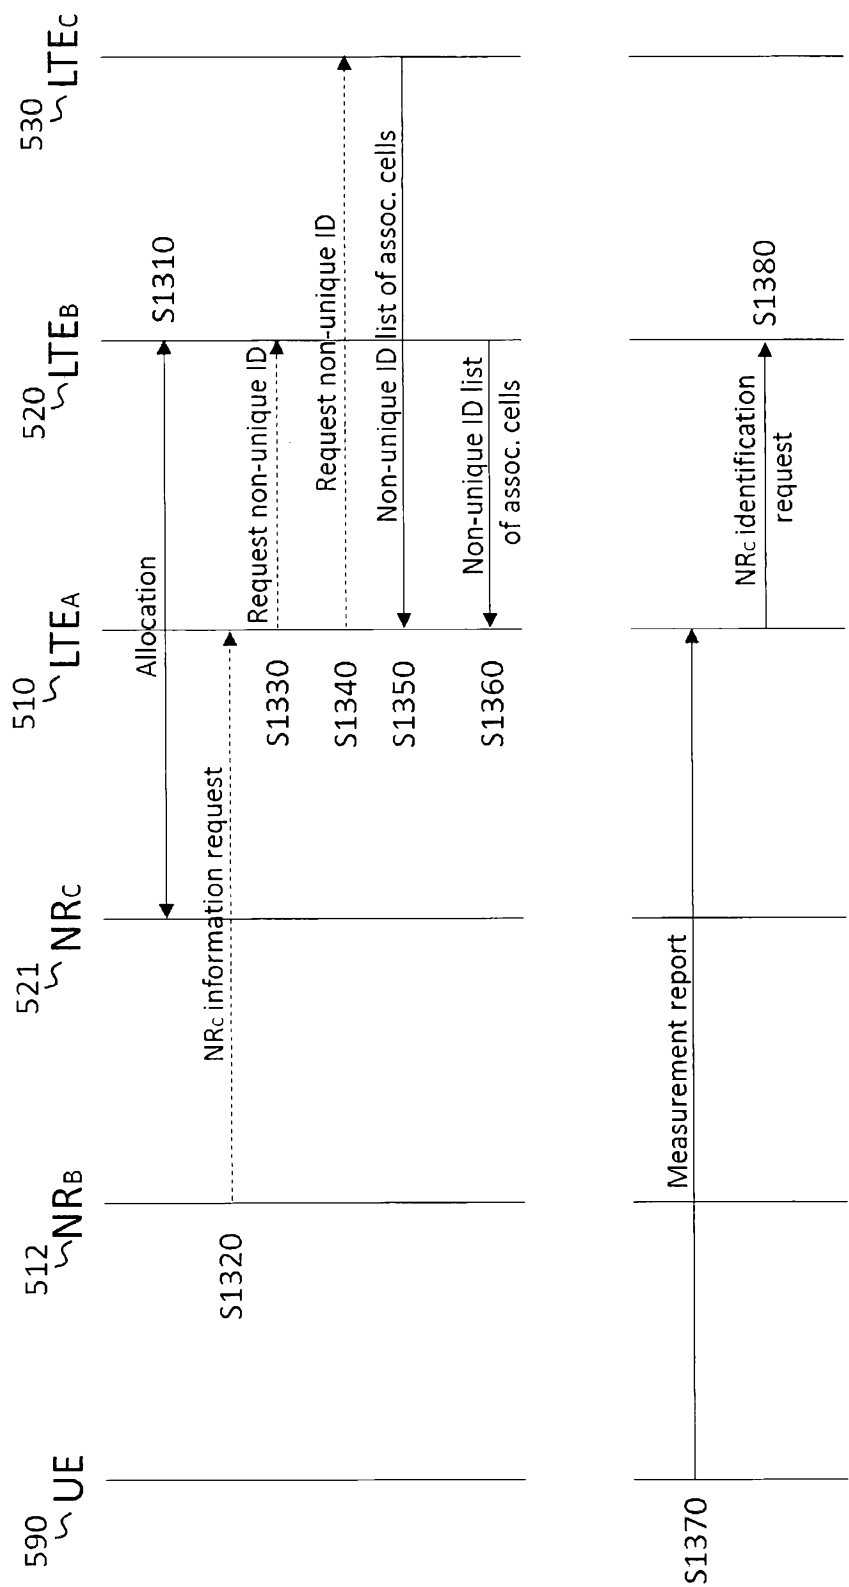 590
UE
512
NRB
521
NRC
510
LTEA
520
LTEB
530
LTEC
Allocation
S1310
S1320
NRC information request
S1330
Request non-unique ID
S1340
Request non-unique ID
S1350
Non-unique ID list of assoc. cells
S1360
Non-unique ID list
of assoc. cells
S1370
Measurement report
NRC identification
request
S1380